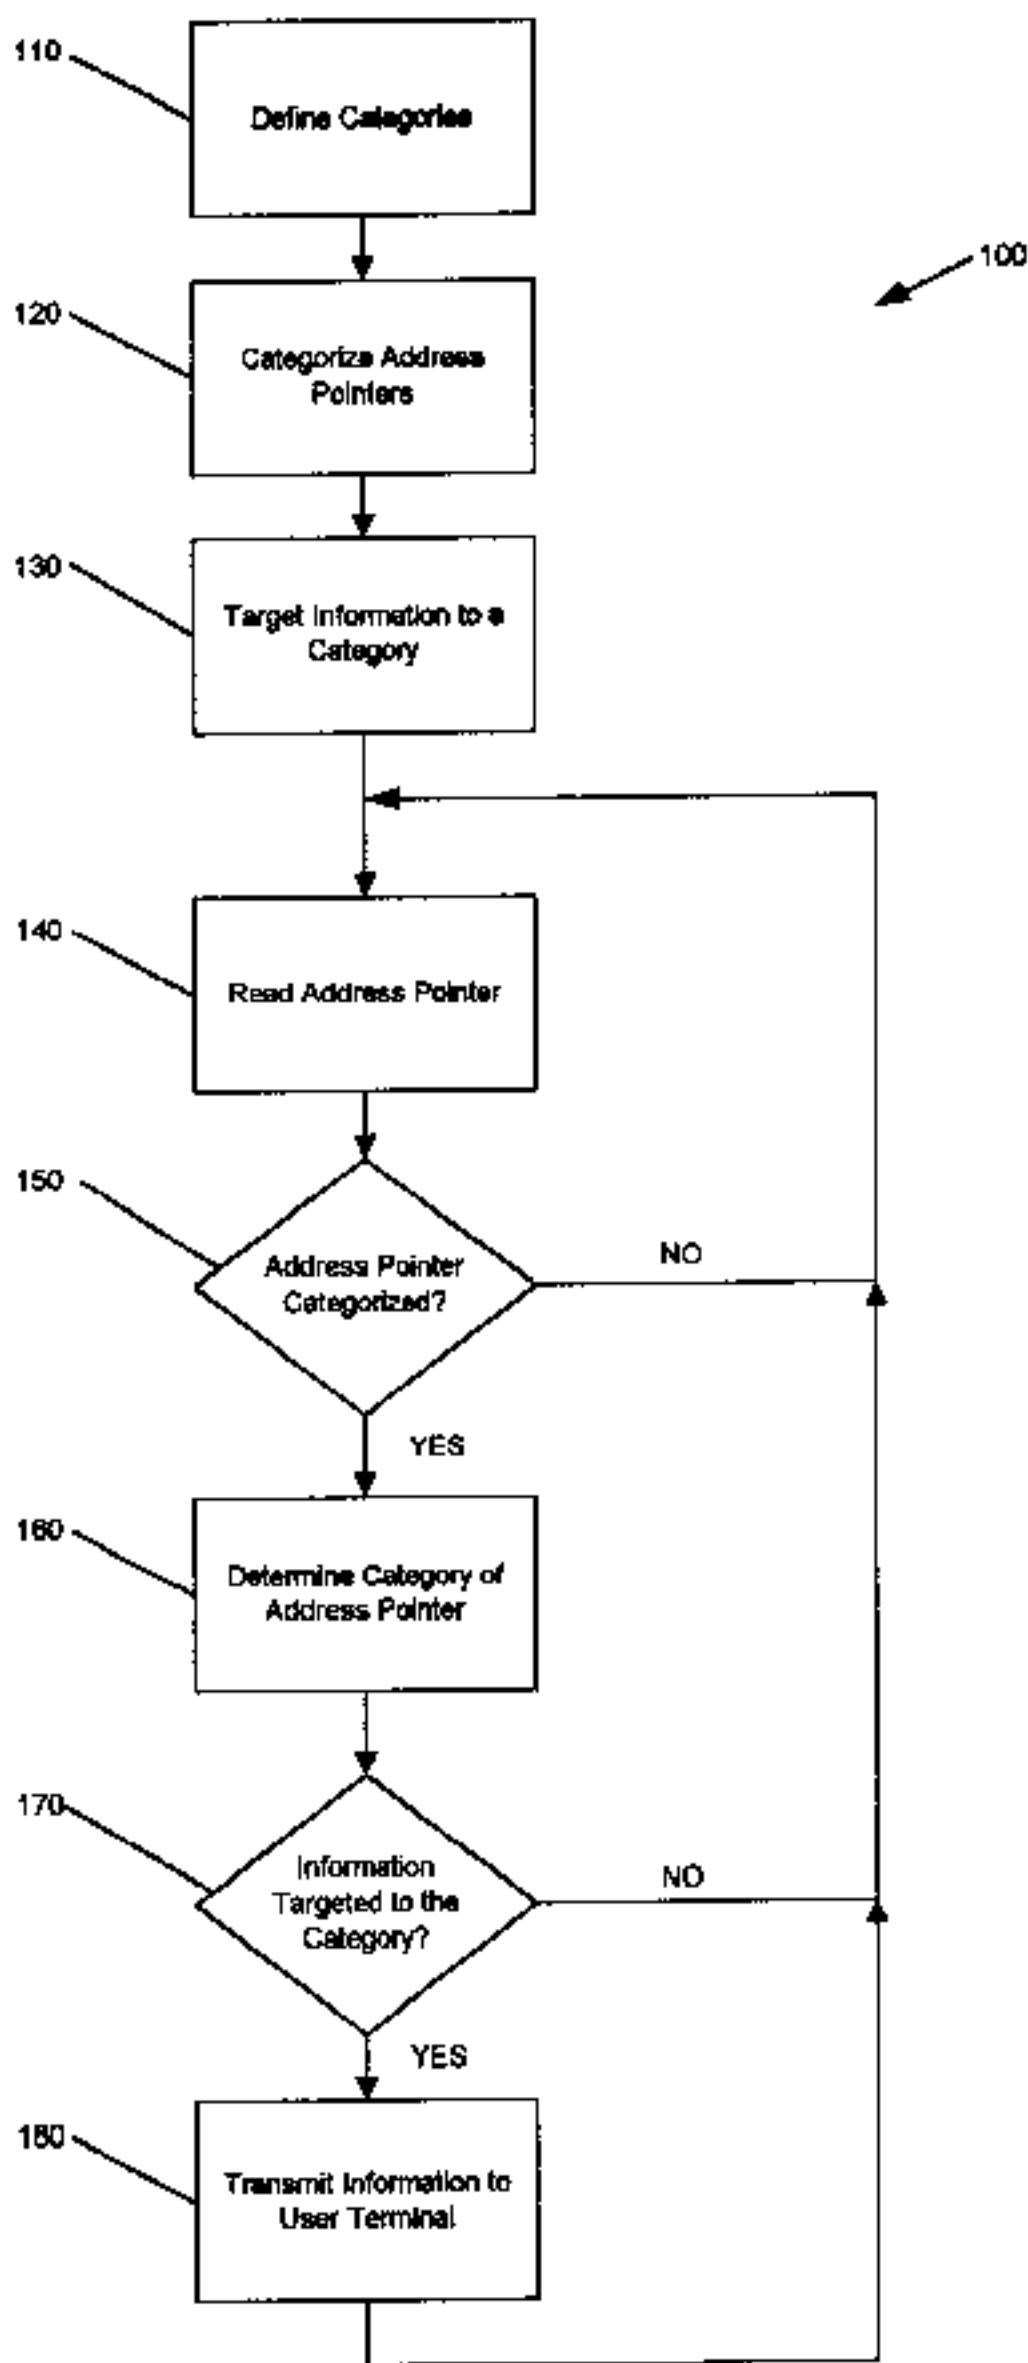 110
Define Categories
100
120
Categorize Address
Pointers
130
Target Information to a
Category
140
Read Address Pointer
150
Address Pointer
Categorized?
NO
YES
160
Determine Category of
Address Pointer
170
Information
Targeted to the
Category?
NO
YES
180
Transmit Information to
User Terminal